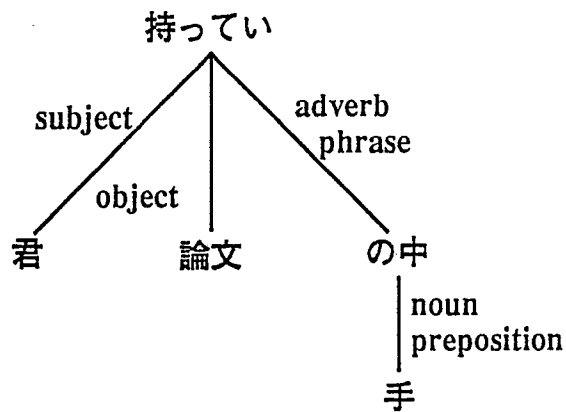 持ってい
subject
adverb
phrase
object
君
論文
の中
noun
preposition
手